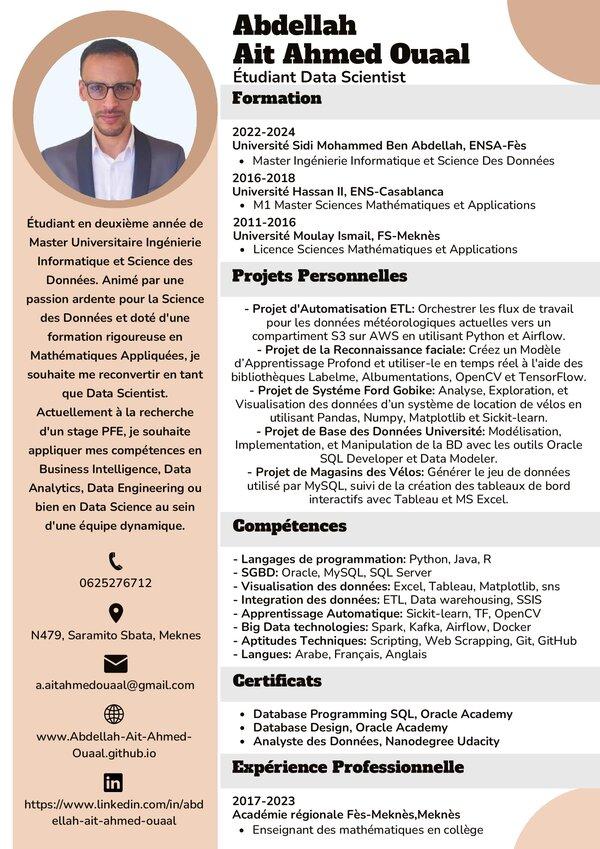 Abdellah
Ait Ahmed Ouaal
Étudiant Data Scientist
Étudiant en deuxième année de
Master Universitaire Ingénierie
Informatique et Science des
Données. Animé par une
passion ardente pour la Science
des Données et doté d'une
formation rigoureuse en
Mathématiques Appliquées, je
souhaite me reconvertir en tant
que Data Scientist.
Actuellement à la recherche
d'un stage PFE, je souhaite
appliquer mes compétences en
Business Intelligence, Data
Analytics, Data Engineering ou
bien en Data Science au sein
d'une équipe dynamique.
0625276712
N479, Saramito Sbata, Meknes
a.aitahmedouaal@gmail.com
www.Abdellah-Ait-Ahmed-
Ouaal.github.io
https://www.linkedin.com/in/abd
ellah-ait-ahmed-ouaal
Formation
2022-2024
Université Sidi Mohammed Ben Abdellah, ENSA-Fès
• Master Ingénierie Informatique et Science Des Données
2016-2018
Université Hassan II, ENS-Casablanca
• M1 Master Sciences Mathématiques et Applications
2011-2016
Université Moulay Ismail, FS-Meknès
• Licence Sciences Mathématiques et Applications
Projets Personnelles
- Projet d'Automatisation ETL: Orchestrer les flux de travail
pour les données météorologiques actuelles vers un
compartiment S3 sur AWS en utilisant Python et Airflow.
- Projet de la Reconnaissance faciale: Créez un Modèle
d'Apprentissage Profond et utiliser-le en temps réel à l'aide des
bibliothèques Labelme, Albumentations, OpenCV et TensorFlow.
- Projet de Systéme Ford Gobike: Analyse, Exploration, et
Visualisation des données d'un système de location de vélos en
utilisant Pandas, Numpy, Matplotlib et Sickit-learn.
- Projet de Base des Données Université: Modélisation,
Implementation, et Manipulation de la BD avec les outils Oracle
SQL Developer et Data Modeler.
- Projet de Magasins des Vélos: Générer le jeu de données
utilisé par MySQL, suivi de la création des tableaux de bord
interactifs avec Tableau et MS Excel.
Compétences
- Langages de programmation: Python, Java, R
- SGBD: Oracle, MySQL, SQL Server
- Visualisation des données: Excel, Tableau, Matplotlib, sns
- Integration des données: ETL, Data warehousing, SSIS
- Apprentissage Automatique: Sickit-learn, TF, OpenCV
- Big Data technologies: Spark, Kafka, Airflow, Docker
- Aptitudes Techniques: Scripting, Web Scrapping, Git, GitHub
- Langues: Arabe, Français, Anglais
Certificats
• Database Programming SQL, Oracle Academy
• Database Design, Oracle Academy
• Analyste des Données, Nanodegree Udacity
Expérience Professionnelle
2017-2023
Académie régionale Fès-Meknès,Meknès
• Enseignant des mathématiques en collège